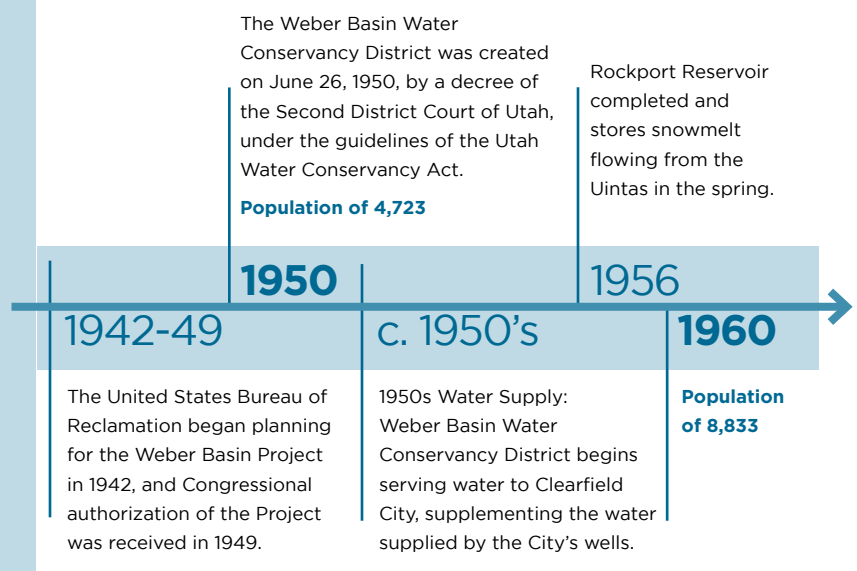 The Weber Basin Water
Conservancy District was created
on June 26, 1950, by a decree of
the Second District Court of Utah,
under the guidelines of the Utah
Water Conservancy Act.
Population of 4,723
Rockport Reservoir
completed and
stores snowmelt
flowing from the
Uintas in the spring.
1950
1956
1942-49
c. 1950's
1960
The United States Bureau of
Reclamation began planning
for the Weber Basin Project
in 1942, and Congressional
authorization of the Project
was received in 1949.
1950s Water Supply:
Weber Basin Water
Conservancy District begins
serving water to Clearfield
City, supplementing the water
supplied by the City's wells.
Population
of 8,833